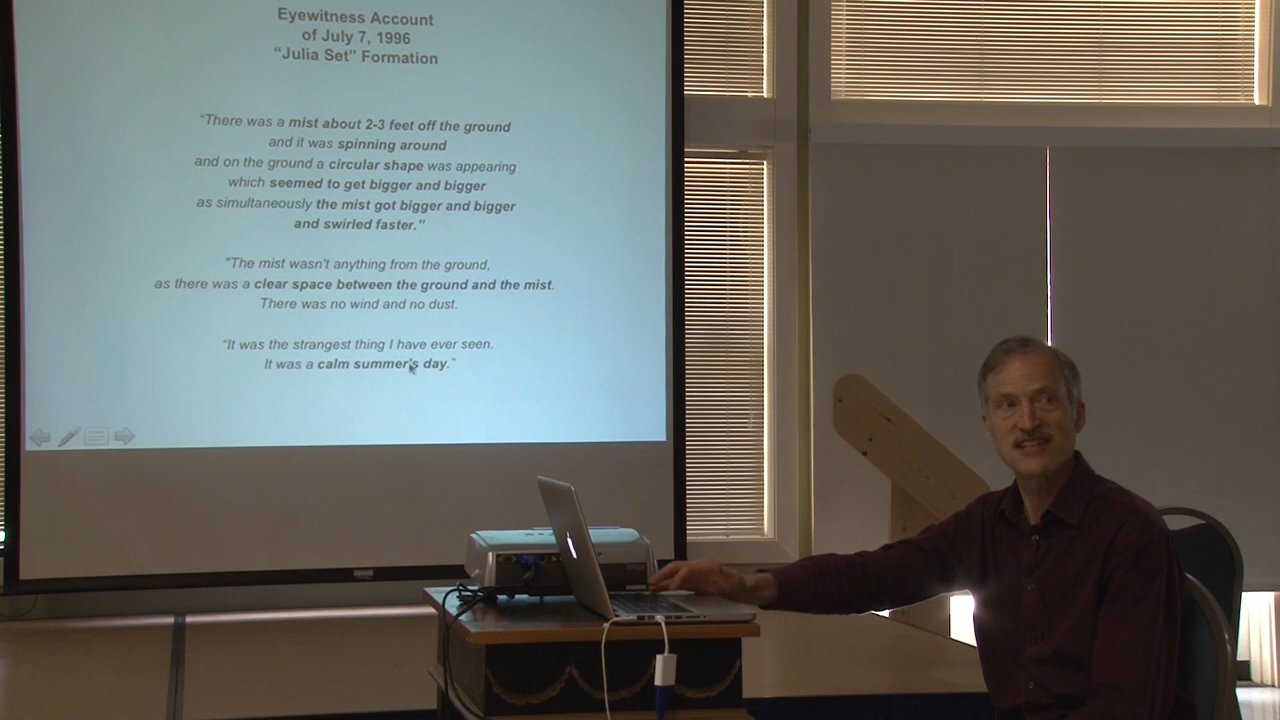 Eyewitness Account
of July 7, 1996
“Julia Set” Formation
“There was a mist about 2-3 feet off the ground
and it was spinning around
and on the ground a circular shape was appearing
which seemed to get bigger and bigger
as simultaneously the mist got bigger and bigger
and swirled faster.”
"The mist wasn't anything from the ground,
as there was a clear space between the ground and the mist.
There was no wind and no dust.
“It was the strangest thing I have ever seen.
It was a calm summer's day.”